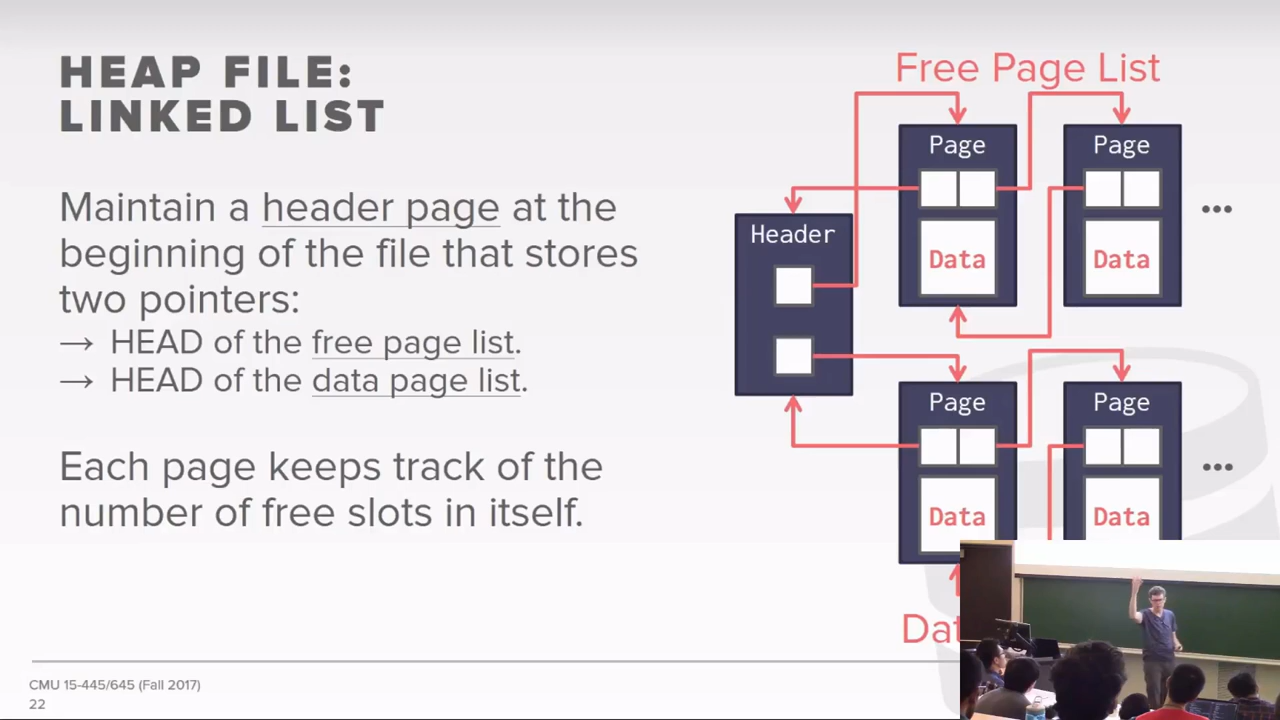 HEAP FILE:
LINKED LIST
Maintain a header page at the
beginning of the file that stores
two pointers:
→ HEAD of the free page list.
→ HEAD of the data page list.
Each page keeps track of the
number of free slots in itself.
Free Page List
Page
Page
Header
Data
Data
...
Page
Page
Data
Data
...
CMU 15-445/645 (Fall 2017)
22